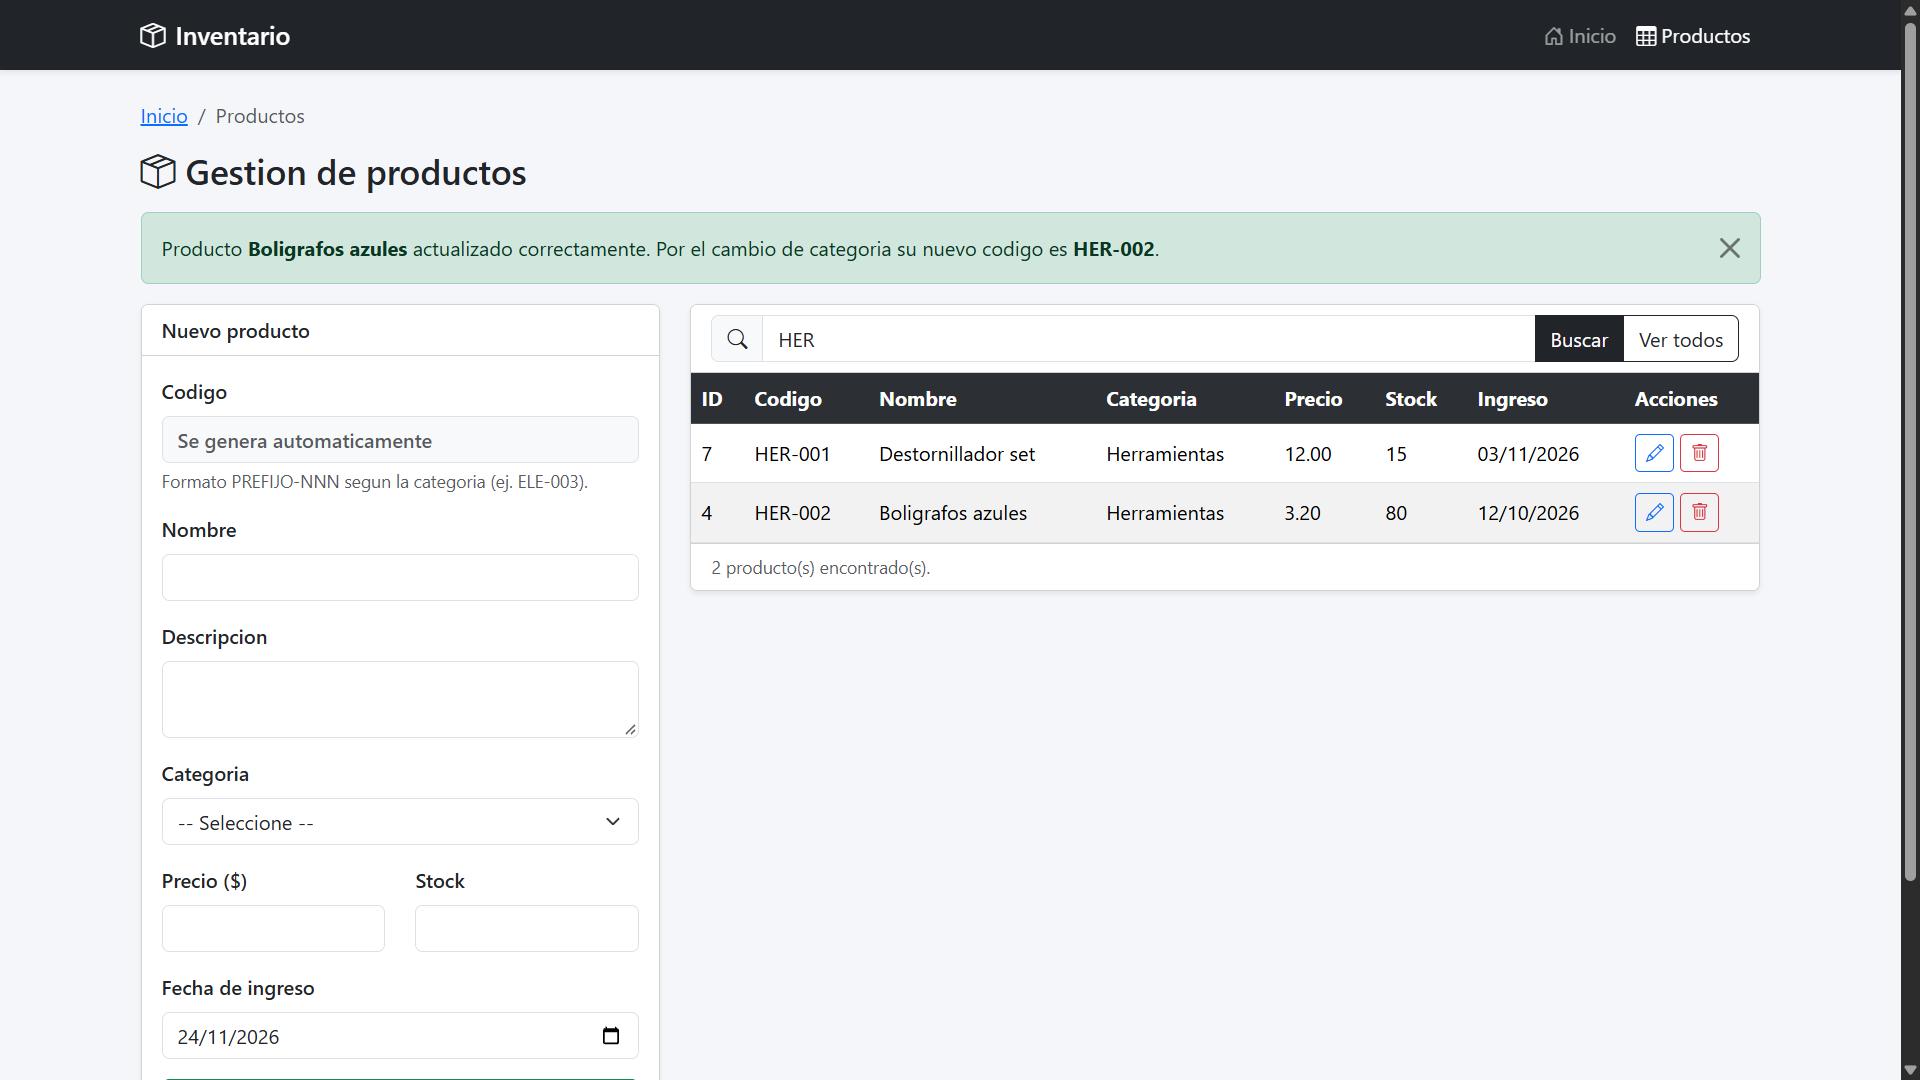 Inventario
Inicio Productos
Inicio / Productos
Gestion de productos
Producto Boligrafos azules actualizado correctamente. Por el cambio de categoria su nuevo codigo es HER-002.
Nuevo producto
Codigo
Se genera automaticamente
Formato PREFIJO-NNN segun la categoria (ej. ELE-003).
Nombre
Descripcion
Categoria
-- Seleccione --
Precio ($) Stock
Fecha de ingreso
24/11/2026
HER Buscar Ver todos
ID Codigo Nombre Categoria Precio Stock Ingreso Acciones
7 HER-001 Destornillador set Herramientas 12.00 15 03/11/2026
4 HER-002 Boligrafos azules Herramientas 3.20 80 12/10/2026
2 producto(s) encontrado(s).